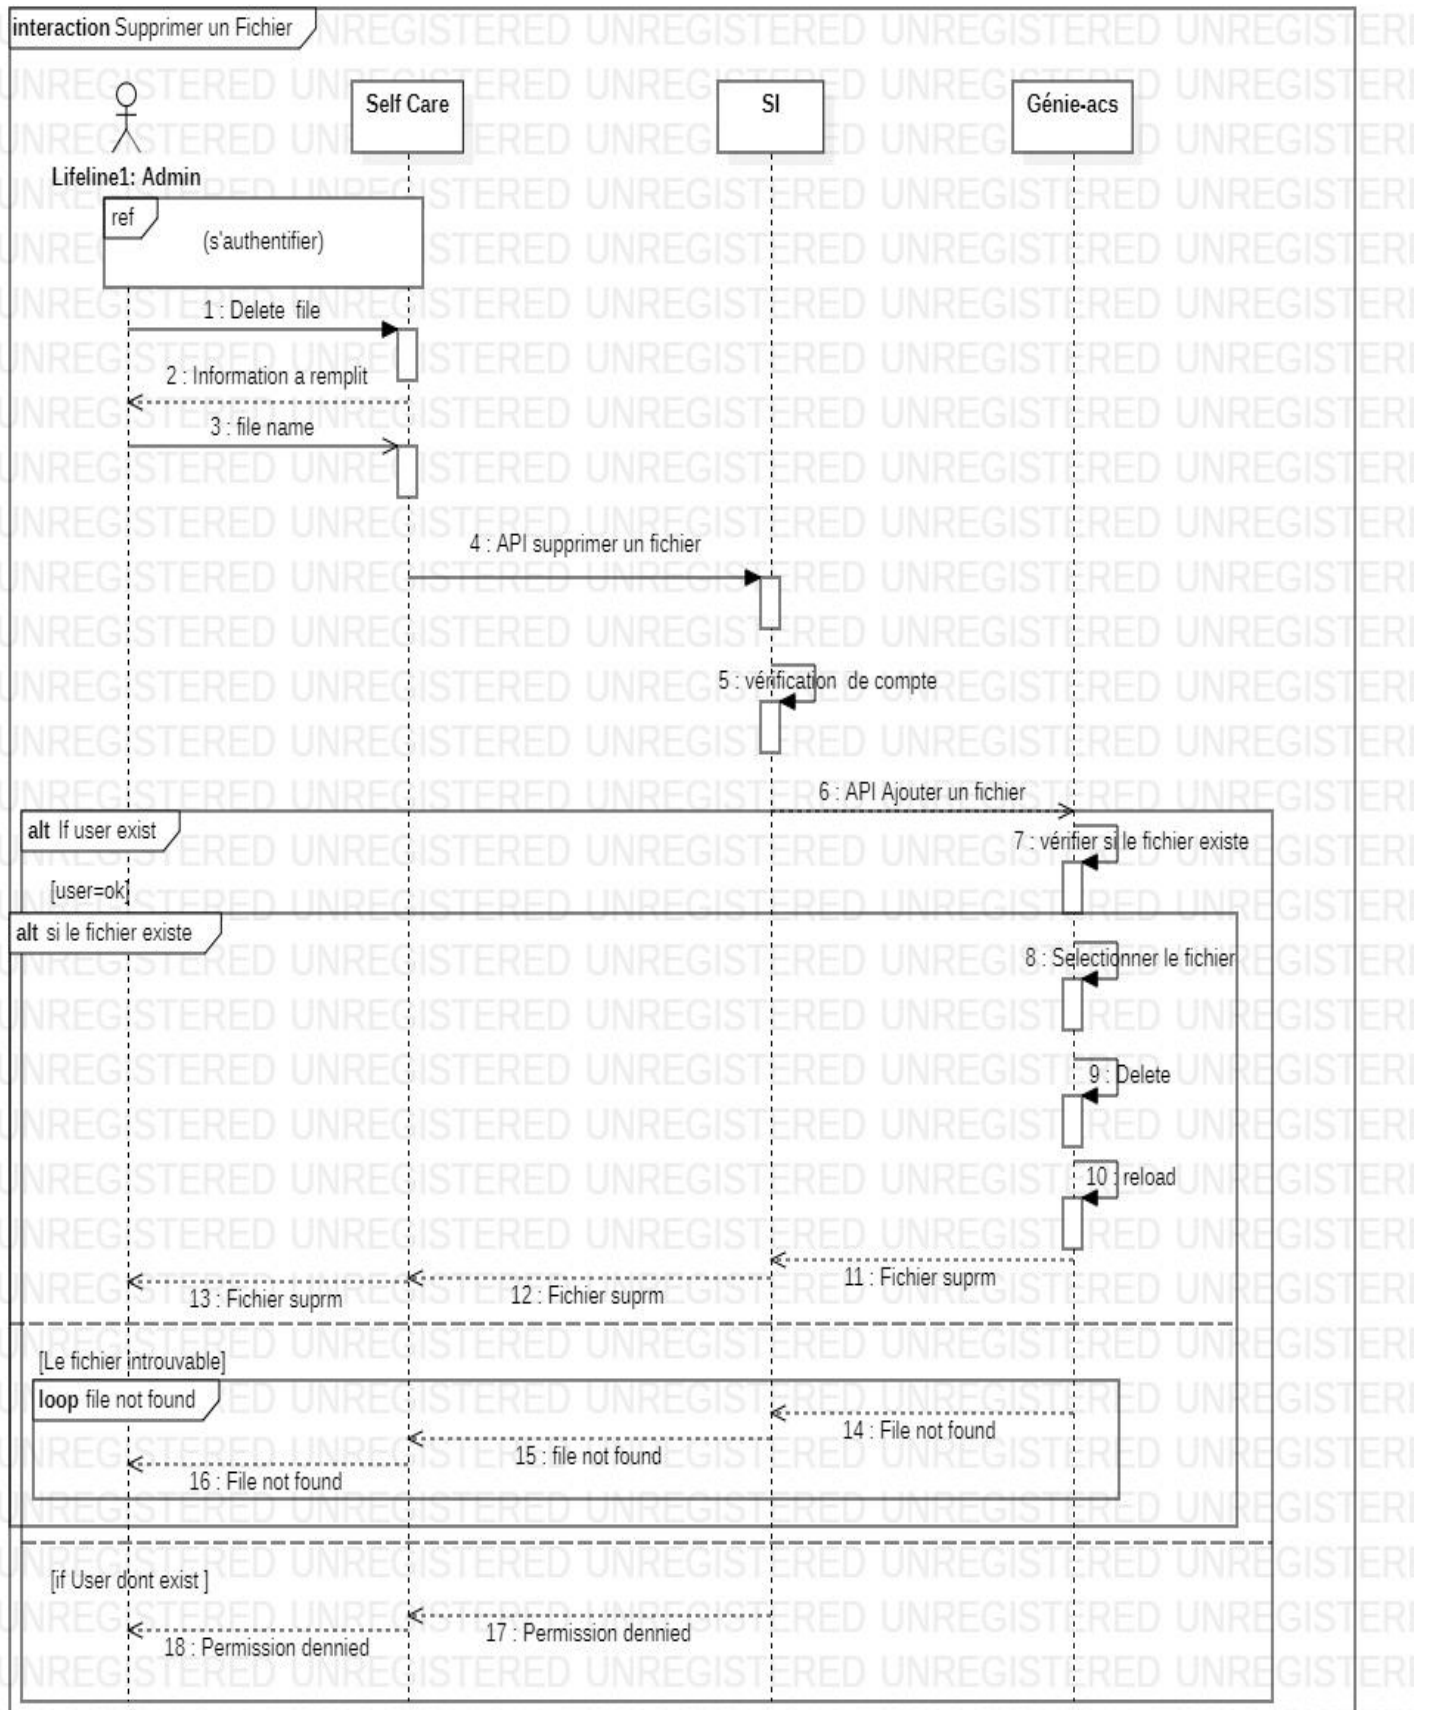 interaction Supprimer un Fichier
Self Care
SI
Génie-acs
Lifeline1: Admin
ref
(s'authentifier)
1 : Delete  file
2 : Information a remplit
3 : file name
4 : API supprimer un fichier
5 : vérification  de compte
6 : API Ajouter un fichier
alt If user exist
7 : vérifier si le fichier existe
[user=ok]
alt si le fichier existe
8 : Selectionner le fichier
9 : Delete
10 : reload
11 : Fichier suprm
12 : Fichier suprm
13 : Fichier suprm
[Le fichier introuvable]
loop file not found
14 : File not found
15 : file not found
16 : File not found
[if User dont exist ]
17 : Permission dennied
18 : Permission dennied
UNREGISTERED